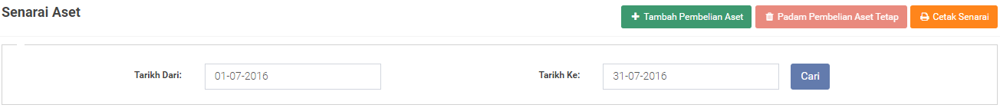 Senarai Aset
Tambah Pembelian Aset
Padam Pembelian Aset Tetap
Cetak Senarai
Tarikh Dari: 01-07-2016
Tarikh Ke: 31-07-2016
Cari